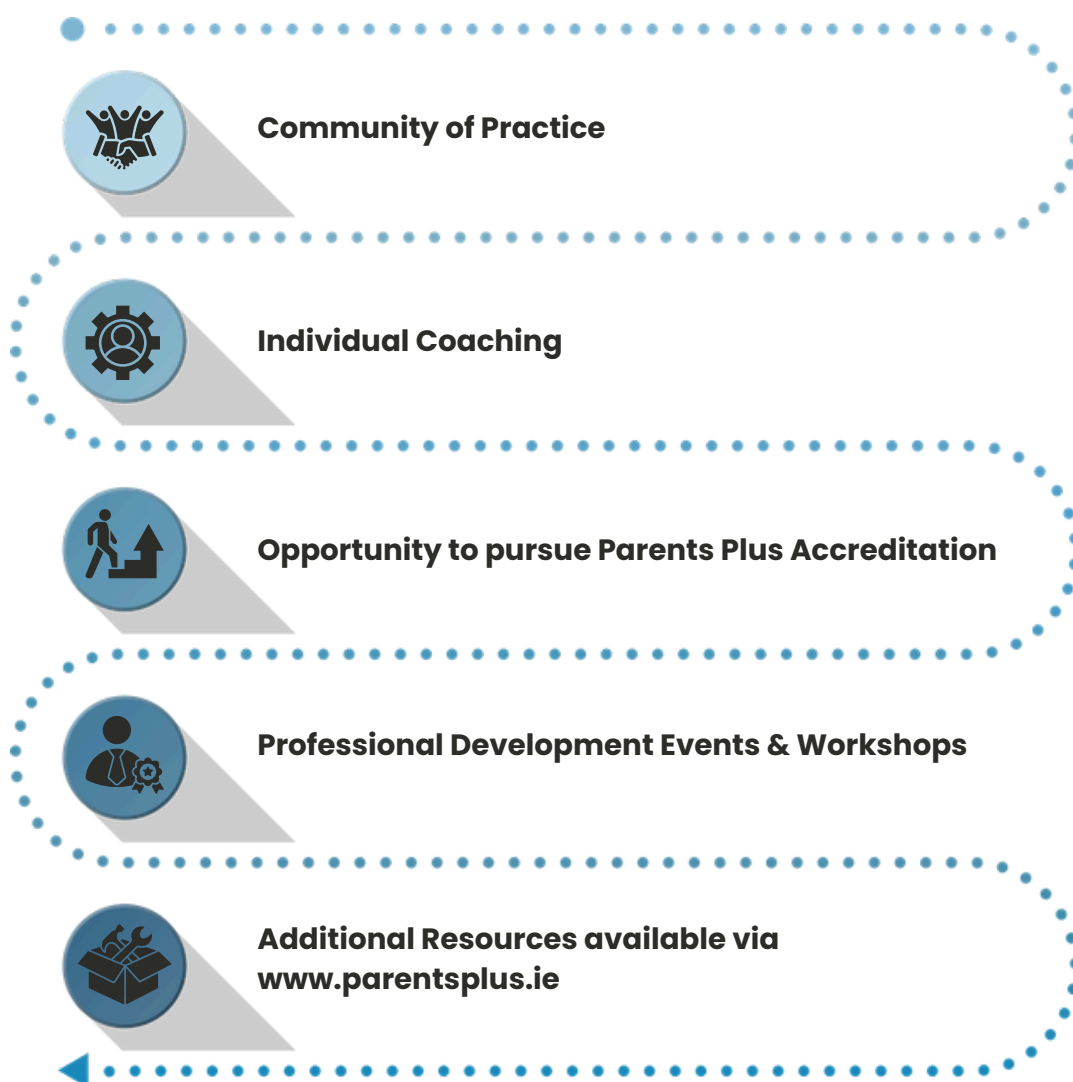 Community of Practice
Individual Coaching
Opportunity to pursue Parents Plus Accreditation
Professional Development Events & Workshops
Additional Resources available via
www.parentsplus.ie